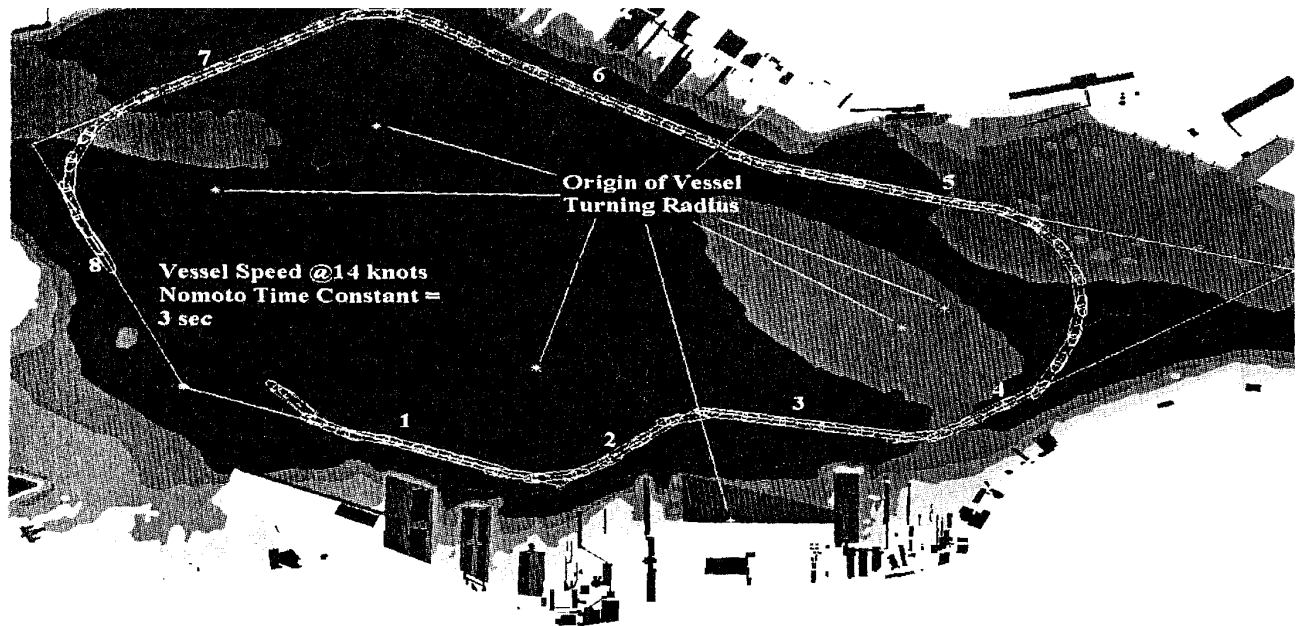 7
6
5
Origin of Vessel
Turning Radius
8
Vessel Speed @14 knots
Nomoto Time Constant =
3 sec
4
3
1
2